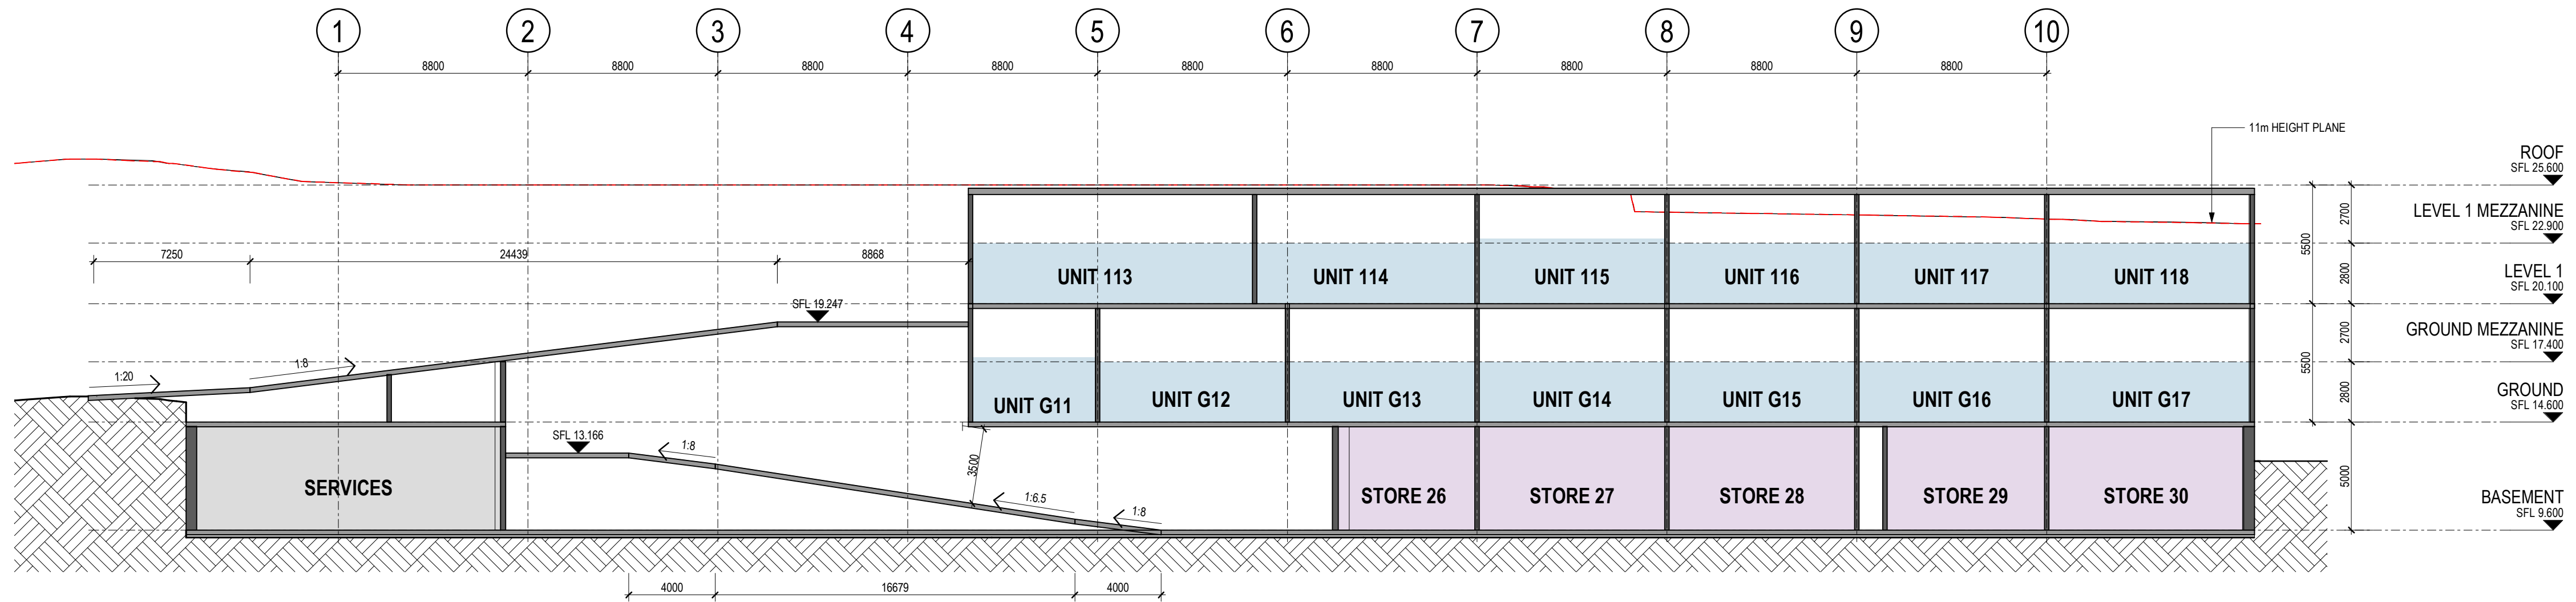 1 2 3 4 5 6 7 8 9 10
8800 8800 8800 8800 8800 8800 8800 8800 8800
11m HEIGHT PLANE
ROOF
SFL 25.600
2700
LEVEL 1 MEZZANINE
SFL 22.900
5500
7250 24439 8868
UNIT 113 UNIT 114 UNIT 115 UNIT 116 UNIT 117 UNIT 118
2800
LEVEL 1
SFL 20.100
SFL 19.247
2700
GROUND MEZZANINE
SFL 17.400
5500
1:20
1:8
UNIT G11 UNIT G12 UNIT G13 UNIT G14 UNIT G15 UNIT G16 UNIT G17
2800
GROUND
SFL 14.600
SFL 13.166
1:8
3500
5000
SERVICES
STORE 26 STORE 27 STORE 28 STORE 29 STORE 30
1:6.5
1:8
BASEMENT
SFL 9.600
4000 16679 4000